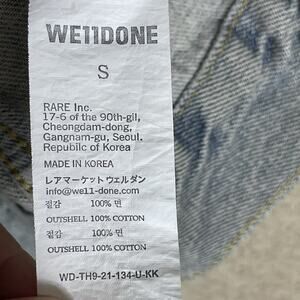 WE11DONE
S
RARE Inc.
17-6 of the 90th-gil,
Cheongdam-dong,
Gangnam-gu, Seoul.
Repubilc of Korea
MADE IN KOREA
レアマーケット ウェルダン
info@we11-done.com
겉감 100% 면
OUTSHELL 100% COTTON
겉감 100% 면
OUTSHELL 100% COTTON
WD-TH9-21-134-U-KK